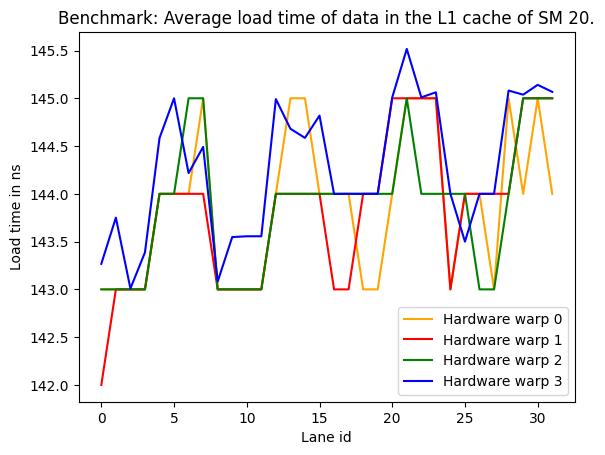 Benchmark: Average load time of data in the L1 cache of SM 20.
Load time in ns
145.5
145.0
144.5
144.0
143.5
143.0
142.5
142.0
Hardware warp 0
Hardware warp 1
Hardware warp 2
Hardware warp 3
0 5 10 15 20 25 30
Lane id